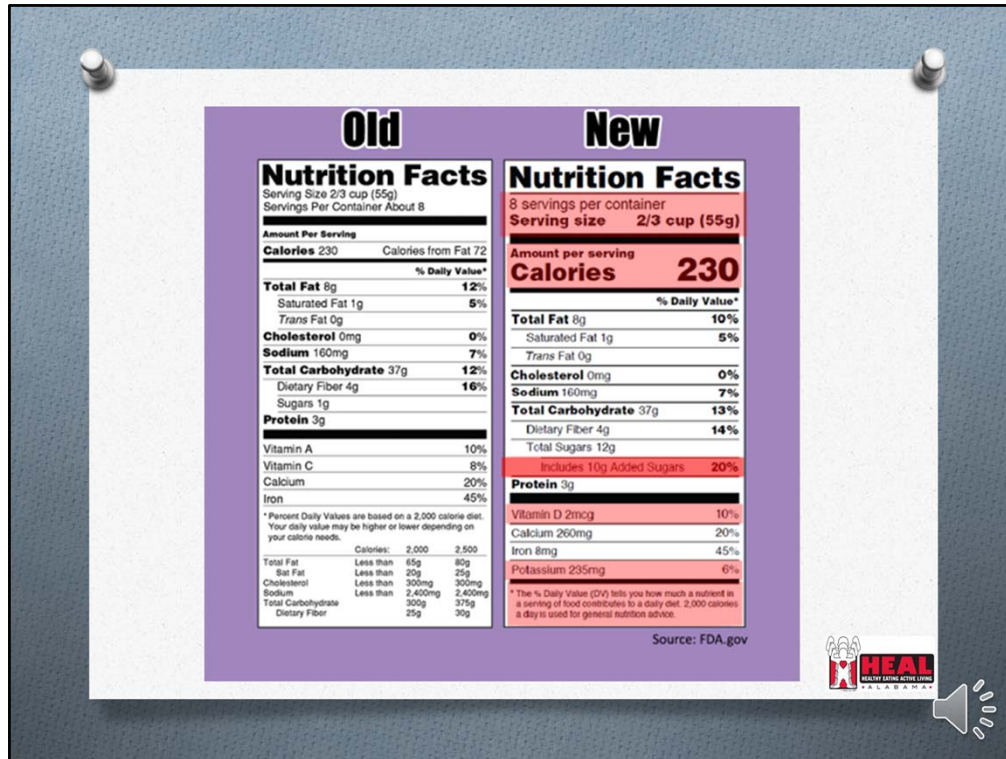 Old
Nutrition Facts
Serving Size 2/3 cup (55g)
Servings Per Container About 8
Amount Per Serving
Calories 230 Calories from Fat 72
% Daily Value*
Total Fat 8g 12%
Saturated Fat 1g 5%
Trans Fat 0g
Cholesterol 0mg 0%
Sodium 160mg 7%
Total Carbohydrate 37g 12%
Dietary Fiber 4g 16%
Sugars 1g
Protein 3g
Vitamin A 10%
Vitamin C 8%
Calcium 20%
Iron 45%
* Percent Daily Values are based on a 2,000 calorie diet.
Your daily value may be higher or lower depending on
your calorie needs.
Calories: 2,000 2,500
Total Fat Less than 65g 80g
Sat Fat Less than 20g 25g
Cholesterol Less than 300mg 300mg
Sodium Less than 2,400mg 2,400mg
Total Carbohydrate 300g 375g
Dietary Fiber 25g 30g
New
Nutrition Facts
8 servings per container
Serving size 2/3 cup (55g)
Amount per serving
Calories 230
% Daily Value*
Total Fat 8g 10%
Saturated Fat 1g 5%
Trans Fat 0g
Cholesterol 0mg 0%
Sodium 160mg 7%
Total Carbohydrate 37g 13%
Dietary Fiber 4g 14%
Total Sugars 12g
Includes 10g Added Sugars 20%
Protein 3g
Vitamin D 2mcg 10%
Calcium 260mg 20%
Iron 8mg 45%
Potassium 235mg 6%
* The % Daily Value (DV) tells you how much a nutrient in
a serving of food contributes to a daily diet. 2,000 calories
a day is used for general nutrition advice.
Source: FDA.gov
HEAL
HEALTHY EATING ACTIVE LIVING
ALABAMA